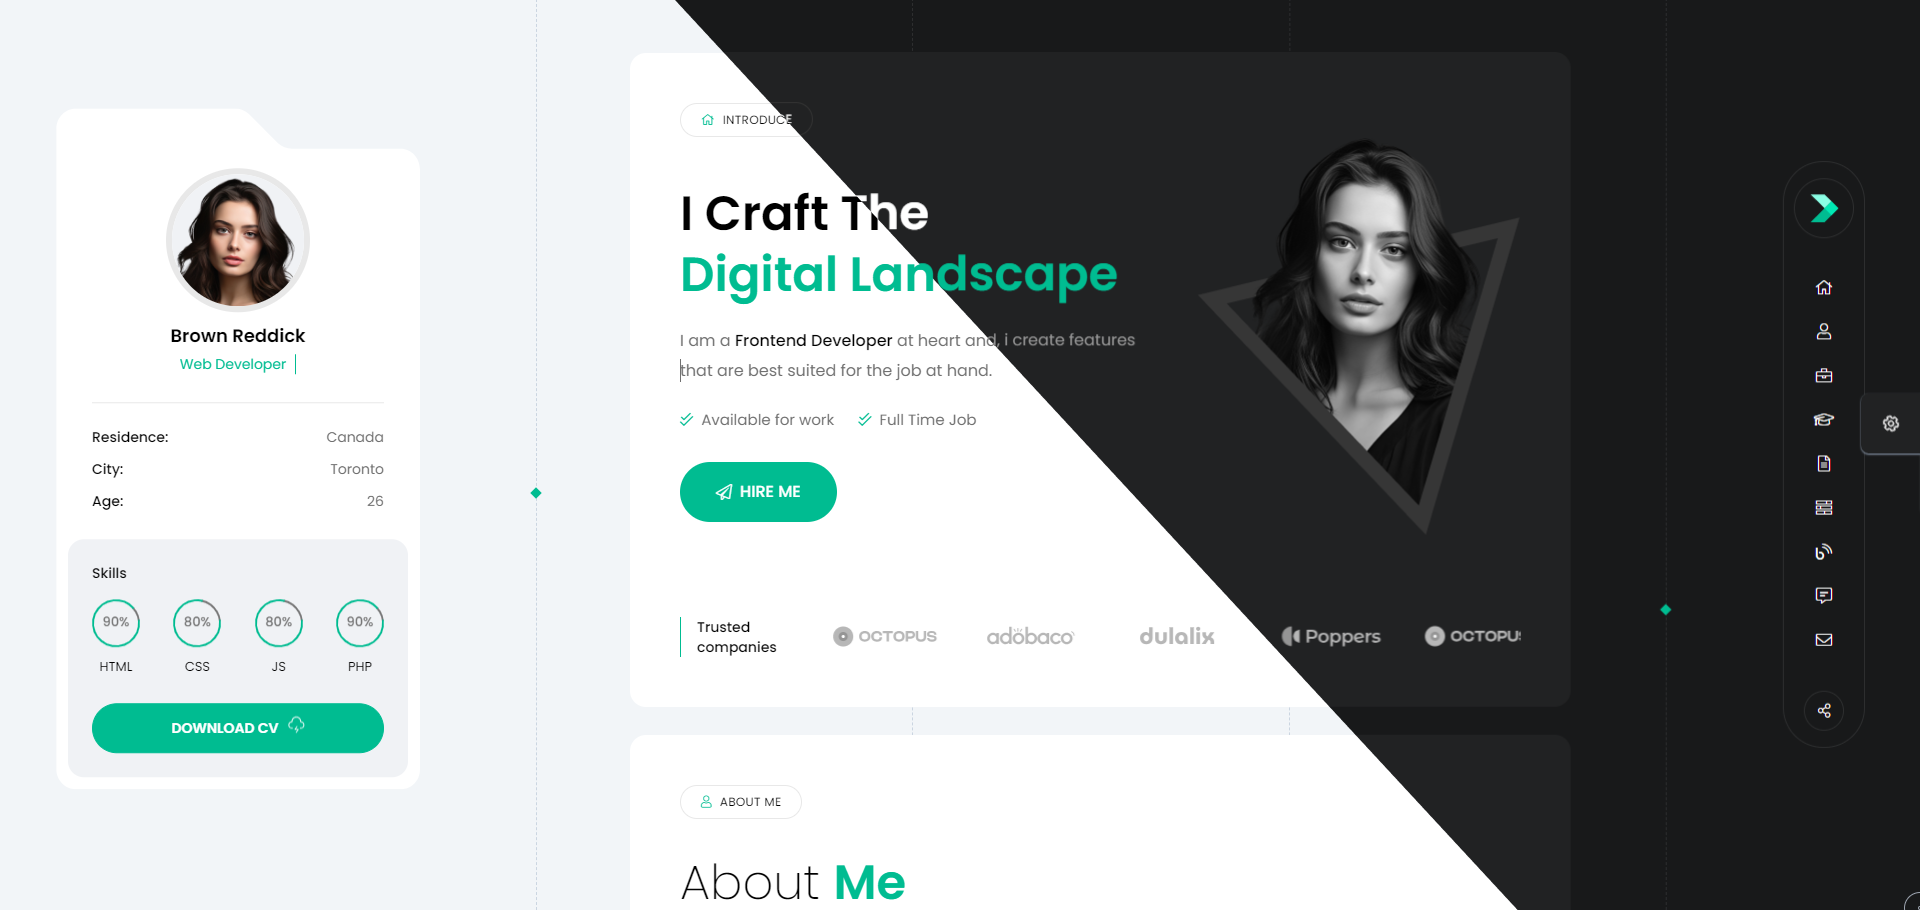 Brown Reddick
Web Developer
Residence: Canada
City: Toronto
Age: 26
Skills
90% 80% 80% 90%
HTML CSS JS PHP
DOWNLOAD CV
INTRODUCE
I Craft The
Digital Landscape
I am a Frontend Developer at heart and, i create features
that are best suited for the job at hand.
Available for work Full Time Job
HIRE ME
Trusted
companies
OCTOPUS adöbaco dulalix Poppers OCTOPUS
ABOUT ME
About Me